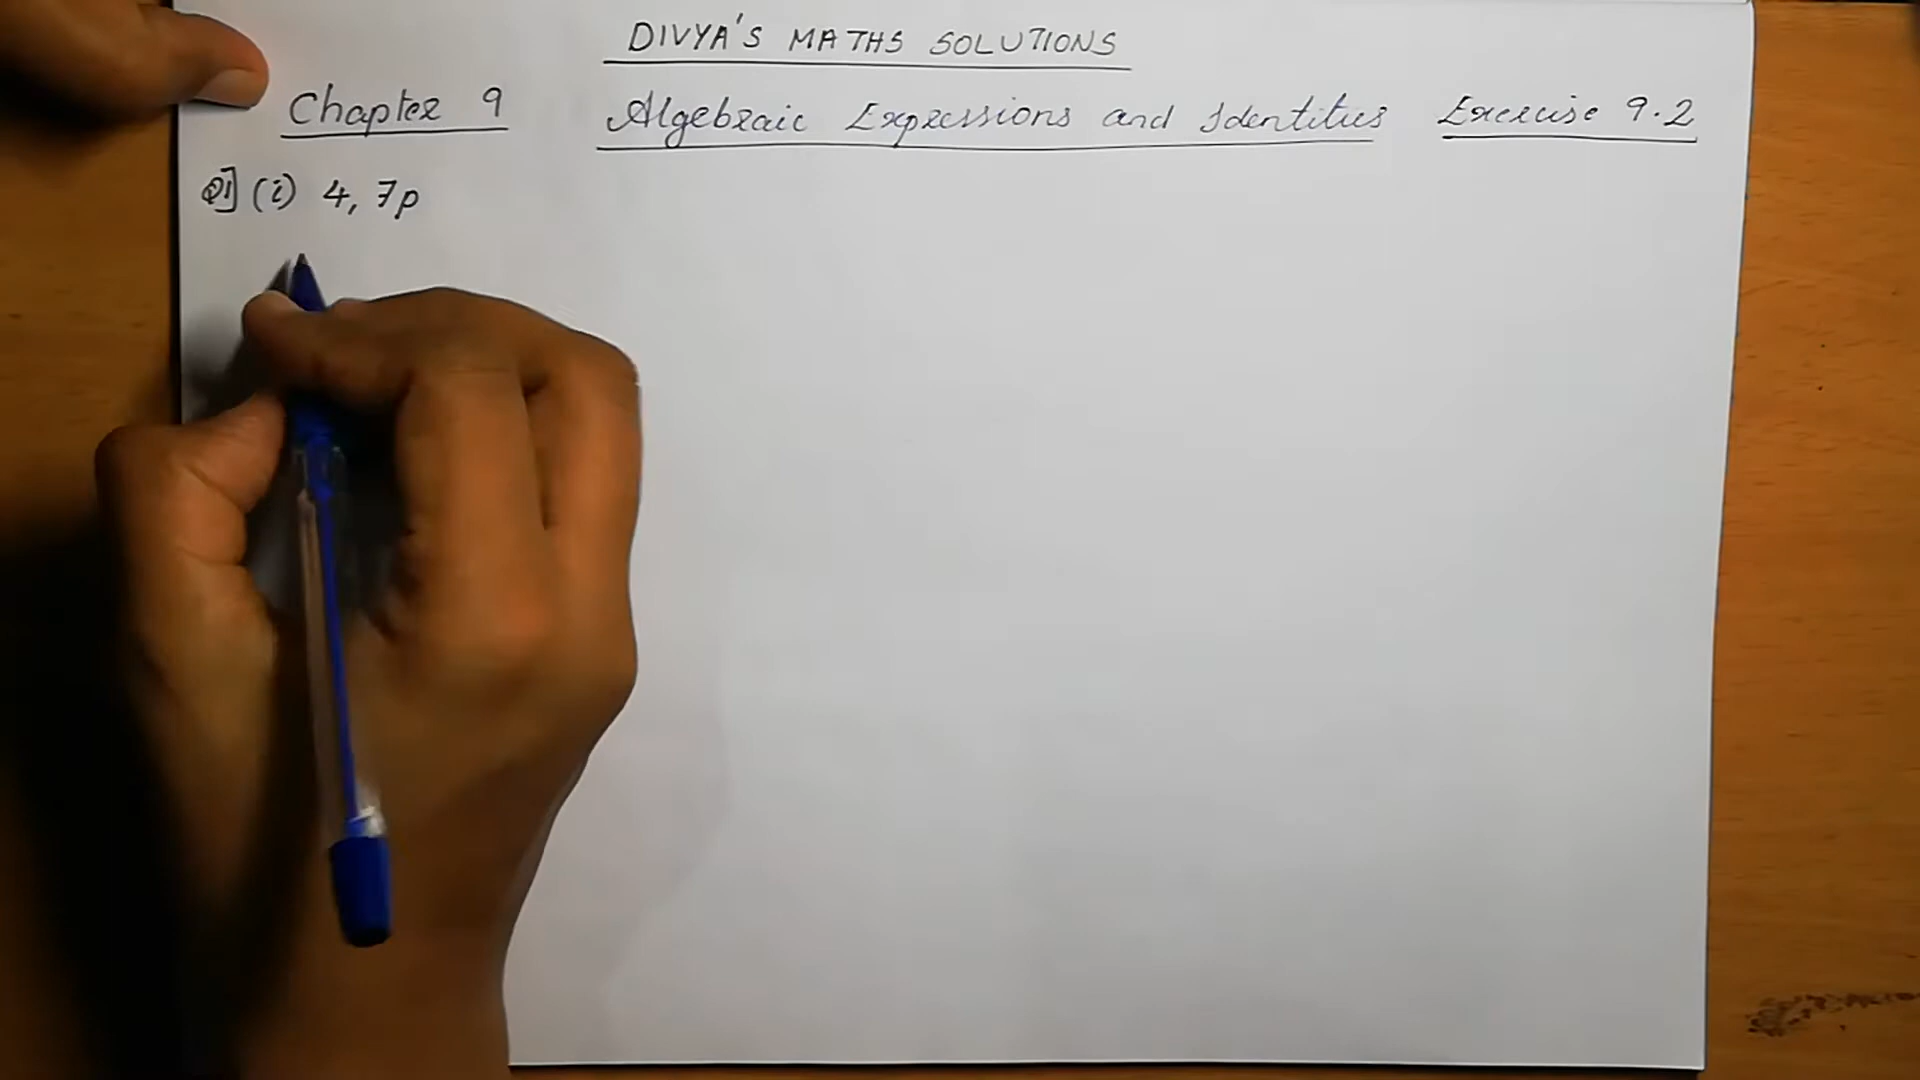 DIVYA'S MATHS SOLUTIONS
Chapter 9 Algebraic Expressions and Identities Exercise 9.2
Q1] (i) 4, 7p